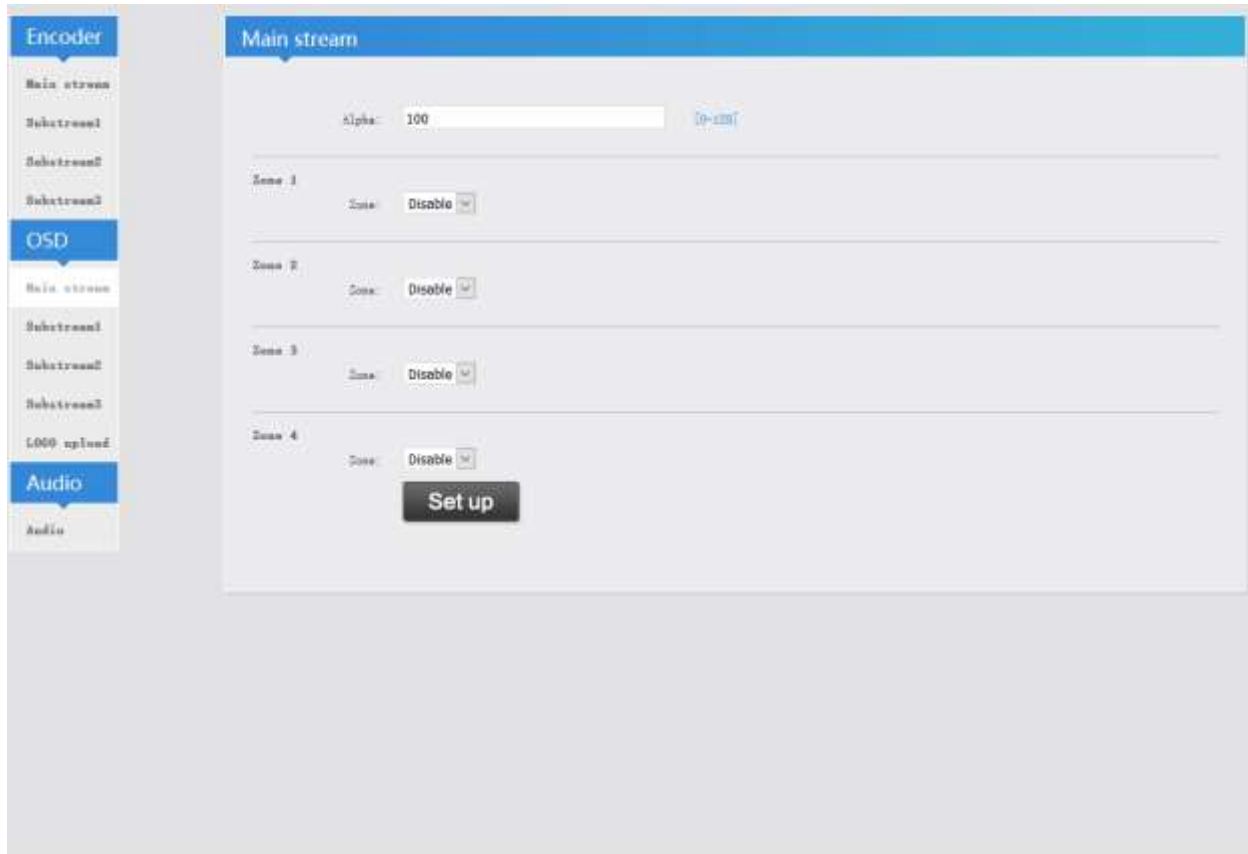 Encoder
Main stream
Substream1
Substream2
Substream3
OSD
Main stream
Substream1
Substream2
Substream3
LOGO upload
Audio
Audio
Main stream
Alpha: 100
Zone 1
Zone: Disable
Zone 2
Zone: Disable
Zone 3
Zone: Disable
Zone 4
Zone: Disable
Set up